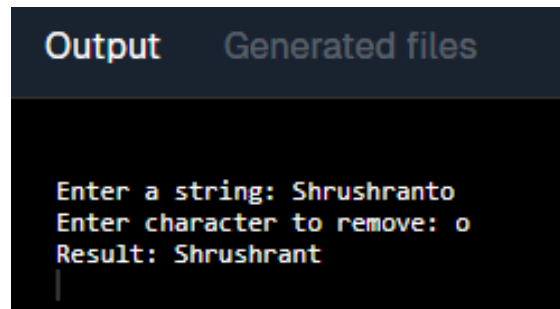 Output Generated files
Enter a string: Shrushranto
Enter character to remove: o
Result: Shrushrant